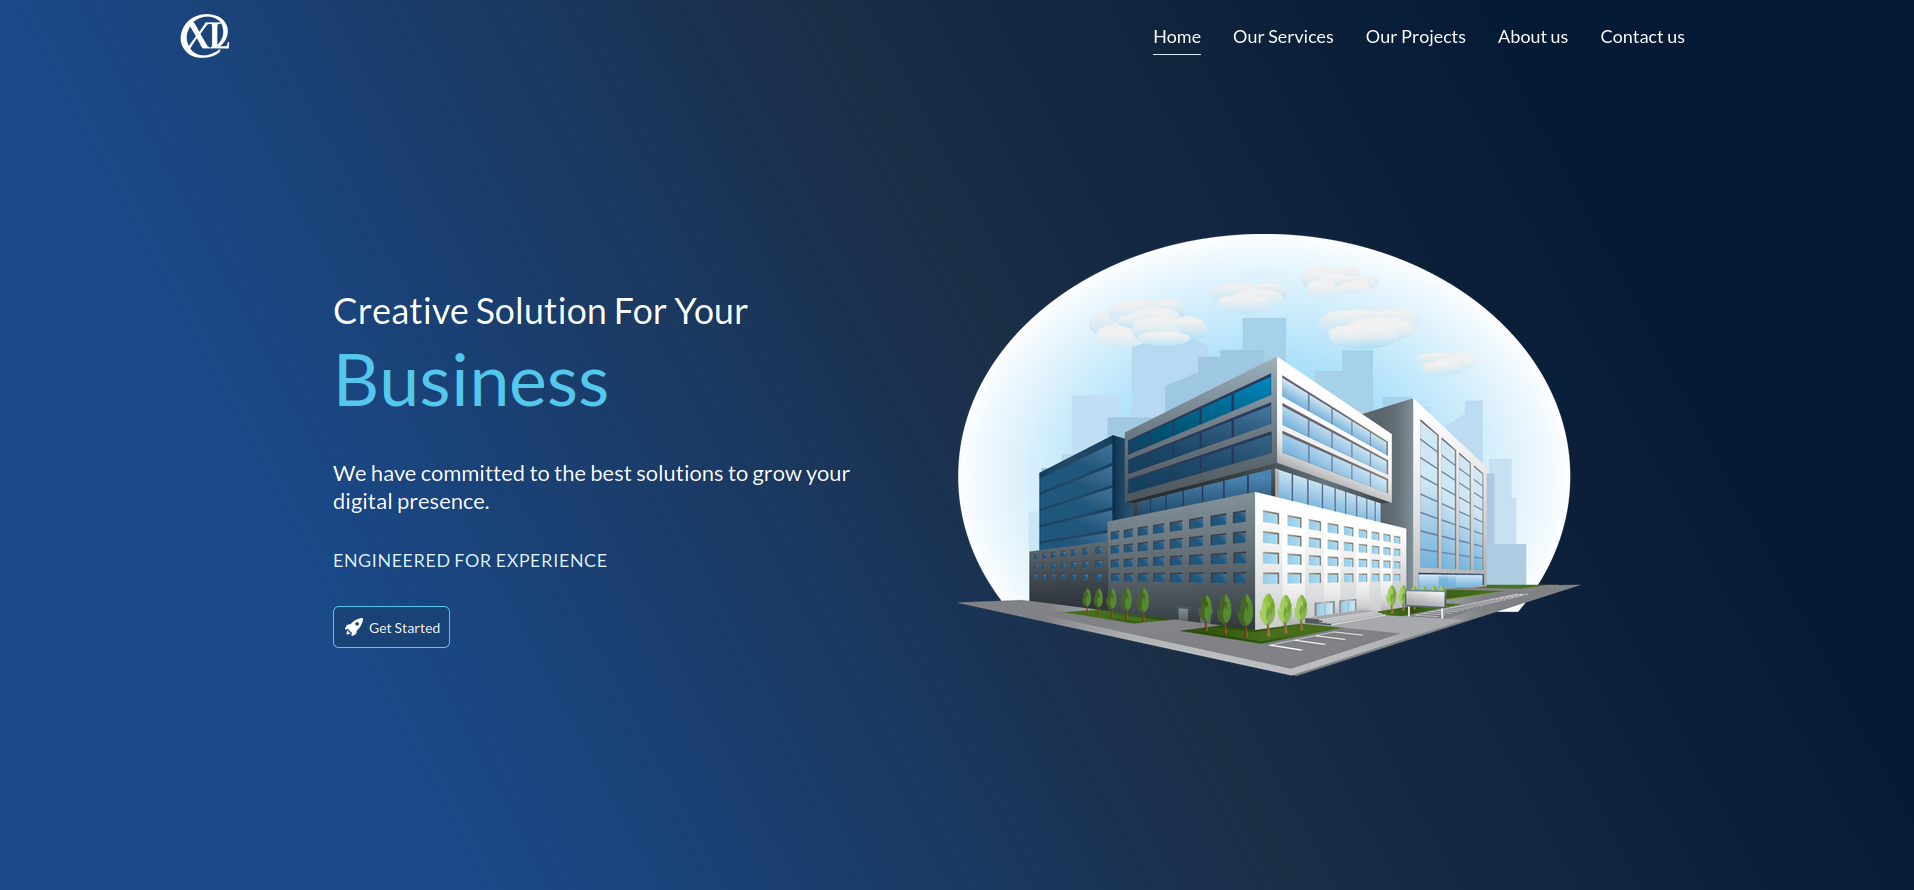 XL
Home Our Services Our Projects About us Contact us
Creative Solution For Your
Business
We have committed to the best solutions to grow your
digital presence.
ENGINEERED FOR EXPERIENCE
Get Started